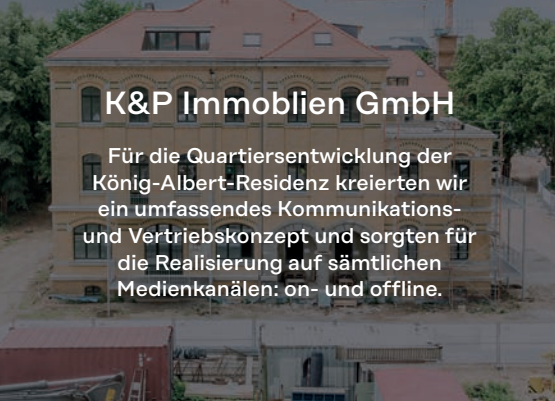 K&P Immoblien GmbH
Für die Quartiersentwicklung der
König-Albert-Residenz kreierten wir
ein umfassendes Kommunikations-
und Vertriebskonzept und sorgten für
die Realisierung auf sämtlichen
Medienkanälen: on- und offline.